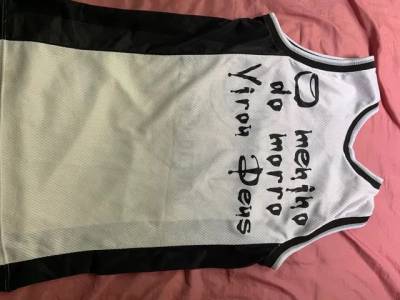 O menino
do morro
Virou Deus